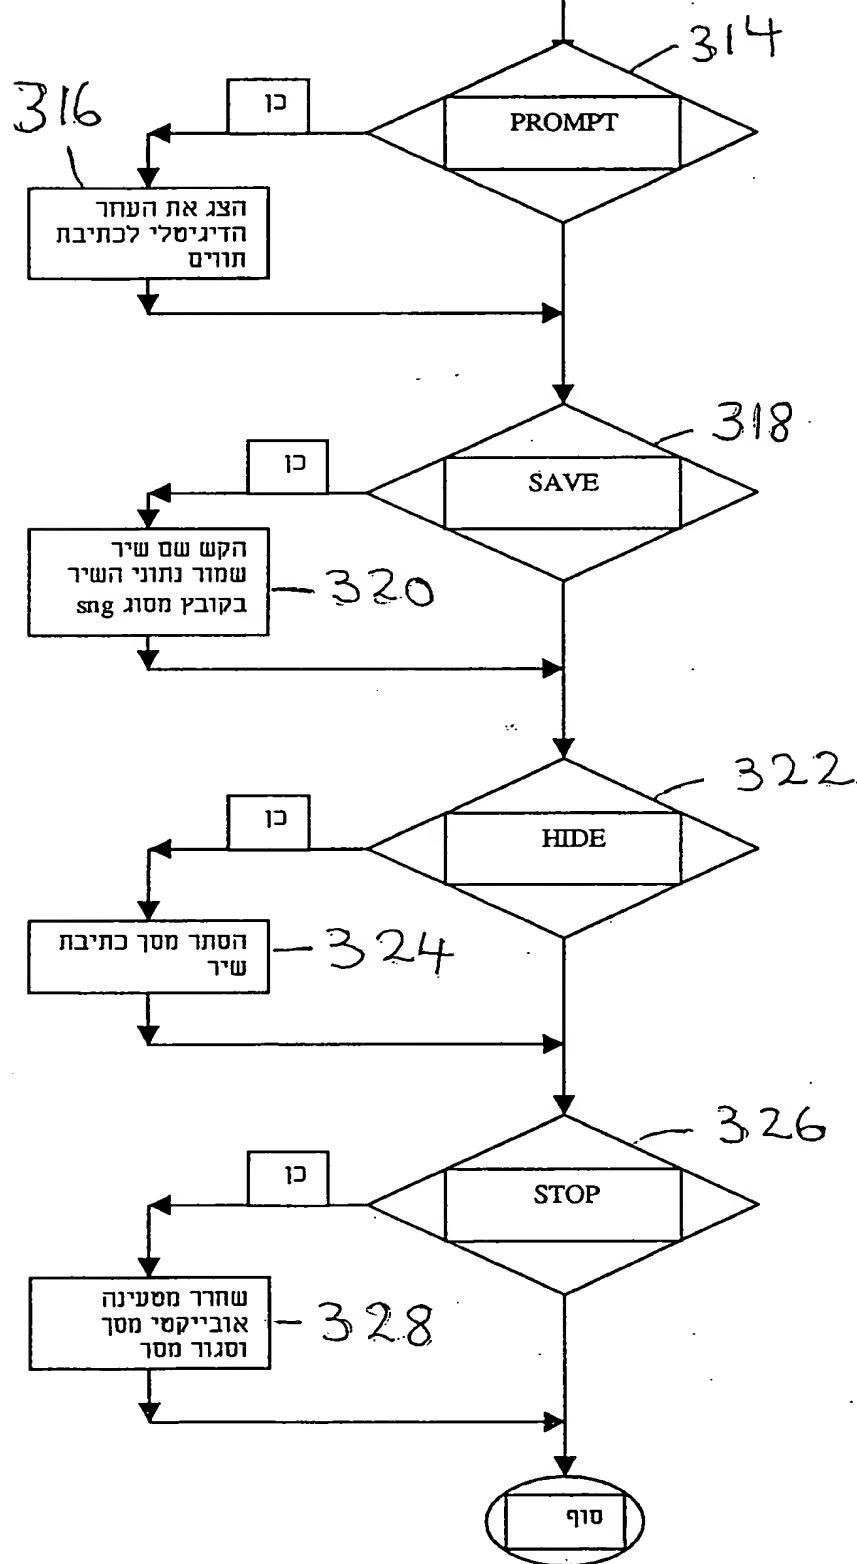 314
PROMPT
כן
316
הצג את העחר
הדיגיטלי לכתיבת
תווים
318
SAVE
כן
הקש שם שיר
שמור נתוני השיר
בקובץ מסוג sng
320
322
HIDE
כן
הסתר מסך כתיבת
שיר
324
326
STOP
כן
שחרר מטעינה
אובייקטי מסך
וסגור מסך
328
סוף